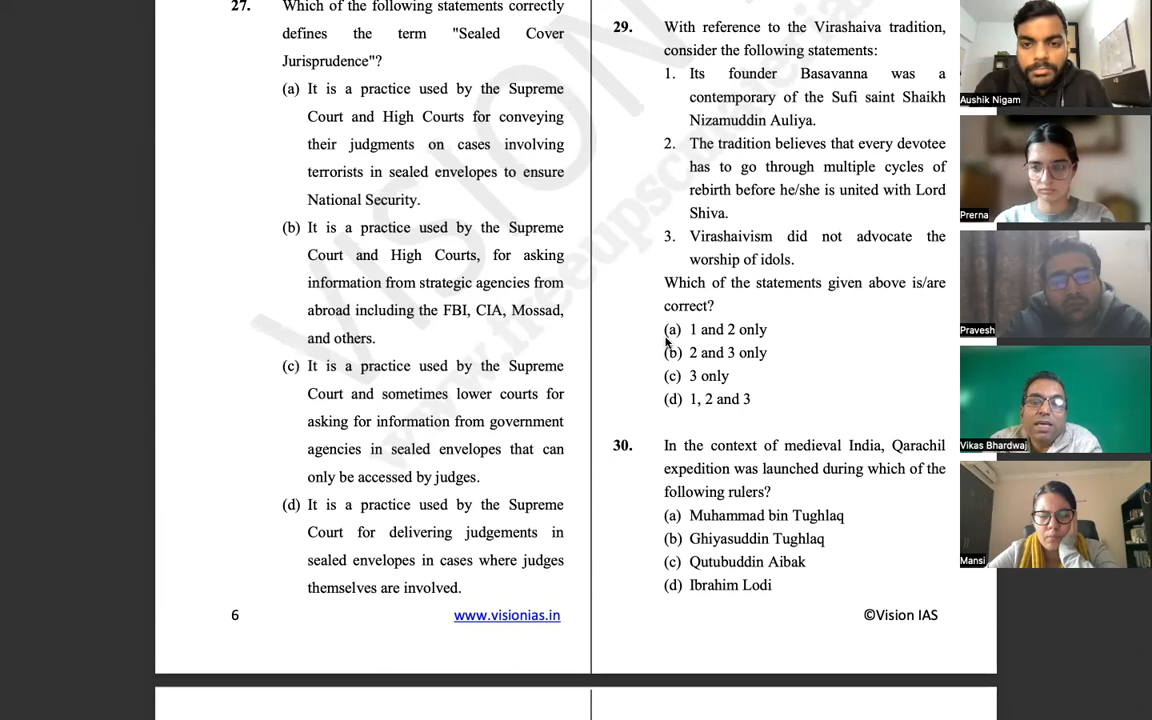 27. Which of the following statements correctly
defines the term "Sealed Cover
Jurisprudence"?
(a) It is a practice used by the Supreme
Court and High Courts for conveying
their judgments on cases involving
terrorists in sealed envelopes to ensure
National Security.
(b) It is a practice used by the Supreme
Court and High Courts, for asking
information from strategic agencies from
abroad including the FBI, CIA, Mossad,
and others.
(c) It is a practice used by the Supreme
Court and sometimes lower courts for
asking for information from government
agencies in sealed envelopes that can
only be accessed by judges.
(d) It is a practice used by the Supreme
Court for delivering judgements in
sealed envelopes in cases where judges
themselves are involved.
6
www.visionias.in
29. With reference to the Virashaiva tradition,
consider the following statements:
1. Its founder Basavanna was a
contemporary of the Sufi saint Shaikh
Nizamuddin Auliya.
2. The tradition believes that every devotee
has to go through multiple cycles of
rebirth before he/she is united with Lord
Shiva.
3. Virashaivism did not advocate the
worship of idols.
Which of the statements given above is/are
correct?
(a) 1 and 2 only
(b) 2 and 3 only
(c) 3 only
(d) 1, 2 and 3
30. In the context of medieval India, Qarachil
expedition was launched during which of the
following rulers?
(a) Muhammad bin Tughlaq
(b) Ghiyasuddin Tughlaq
(c) Qutubuddin Aibak
(d) Ibrahim Lodi
©Vision IAS
VISION
Aushik Nigam
Prerna
Pravesh
Vikas Bhardwaj
Mansi